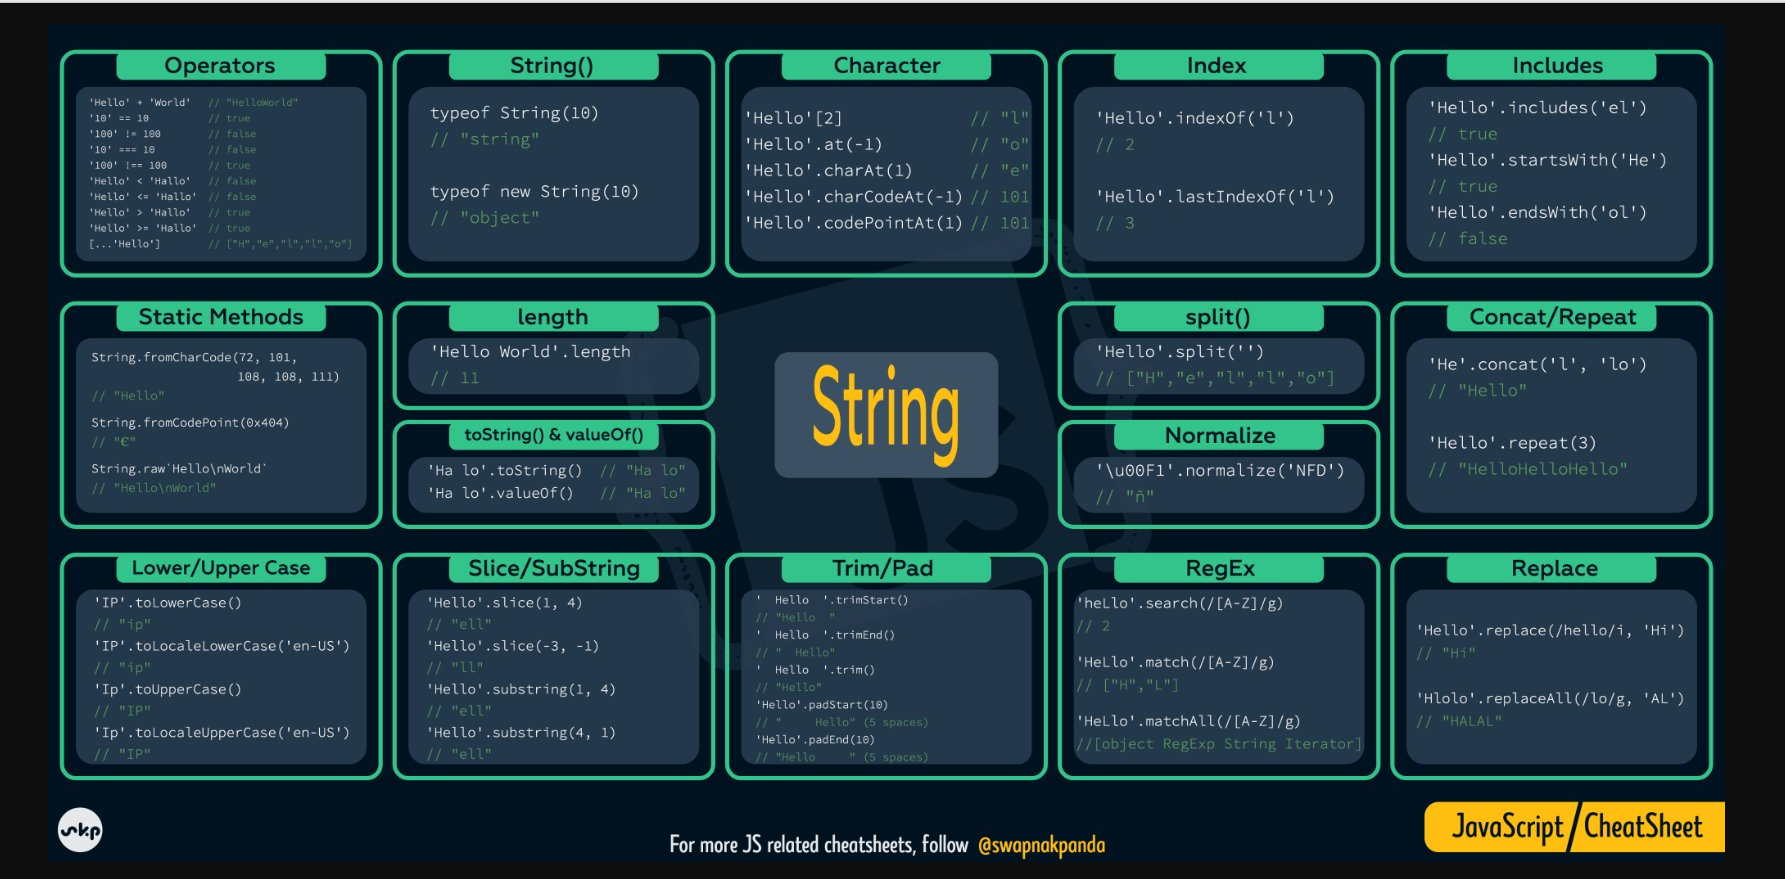 Operators
'Hello' + 'World' // "HelloWorld"
'10' == 10 // true
'100' != 100 // false
'10' === 10 // false
'100' !== 100 // true
'Hello' < 'Hallo' // false
'Hello' <= 'Hallo' // false
'Hello' > 'Hallo' // true
'Hello' >= 'Hallo' // true
[...'Hello'] // ["H","e","l","l","o"]
String()
typeof String(10)
// "string"
typeof new String(10)
// "object"
Character
'Hello'[2] // "l"
'Hello'.at(-1) // "o"
'Hello'.charAt(1) // "e"
'Hello'.charCodeAt(-1) // 101
'Hello'.codePointAt(1) // 101
Index
'Hello'.indexOf('l')
// 2
'Hello'.lastIndexOf('l')
// 3
Includes
'Hello'.includes('el')
// true
'Hello'.startsWith('He')
// true
'Hello'.endsWith('ol')
// false
Static Methods
String.fromCharCode(72, 101,
108, 108, 111)
// "Hello"
String.fromCodePoint(0x404)
// "Є"
String.raw`Hello\nWorld`
// "Hello\nWorld"
length
'Hello World'.length
// 11
toString() & valueOf()
'Ha lo'.toString() // "Ha lo"
'Ha lo'.valueOf() // "Ha lo"
String
split()
'Hello'.split('')
// ["H","e","l","l","o"]
Normalize
'\u00F1'.normalize('NFD')
// "ñ"
Concat/Repeat
'He'.concat('l', 'lo')
// "Hello"
'Hello'.repeat(3)
// "HelloHelloHello"
Lower/Upper Case
'IP'.toLowerCase()
// "ip"
'IP'.toLocaleLowerCase('en-US')
// "ip"
'Ip'.toUpperCase()
// "IP"
'Ip'.toLocaleUpperCase('en-US')
// "IP"
Slice/SubString
'Hello'.slice(1, 4)
// "ell"
'Hello'.slice(-3, -1)
// "ll"
'Hello'.substring(1, 4)
// "ell"
'Hello'.substring(4, 1)
// "ell"
Trim/Pad
'  Hello  '.trimStart()
// "Hello  "
'  Hello  '.trimEnd()
// "  Hello"
'  Hello  '.trim()
// "Hello"
'Hello'.padStart(10)
// "     Hello" (5 spaces)
'Hello'.padEnd(10)
// "Hello     " (5 spaces)
RegEx
'heLlo'.search(/[A-Z]/g)
// 2
'HeLlo'.match(/[A-Z]/g)
// ["H","L"]
'HeLlo'.matchAll(/[A-Z]/g)
//[object RegExp String Iterator]
Replace
'Hello'.replace(/hello/i, 'Hi')
// "Hi"
'Hlolo'.replaceAll(/lo/g, 'AL')
// "HALAL"
skp
For more JS related cheatsheets, follow @swapnakpanda
JavaScript/CheatSheet
JS